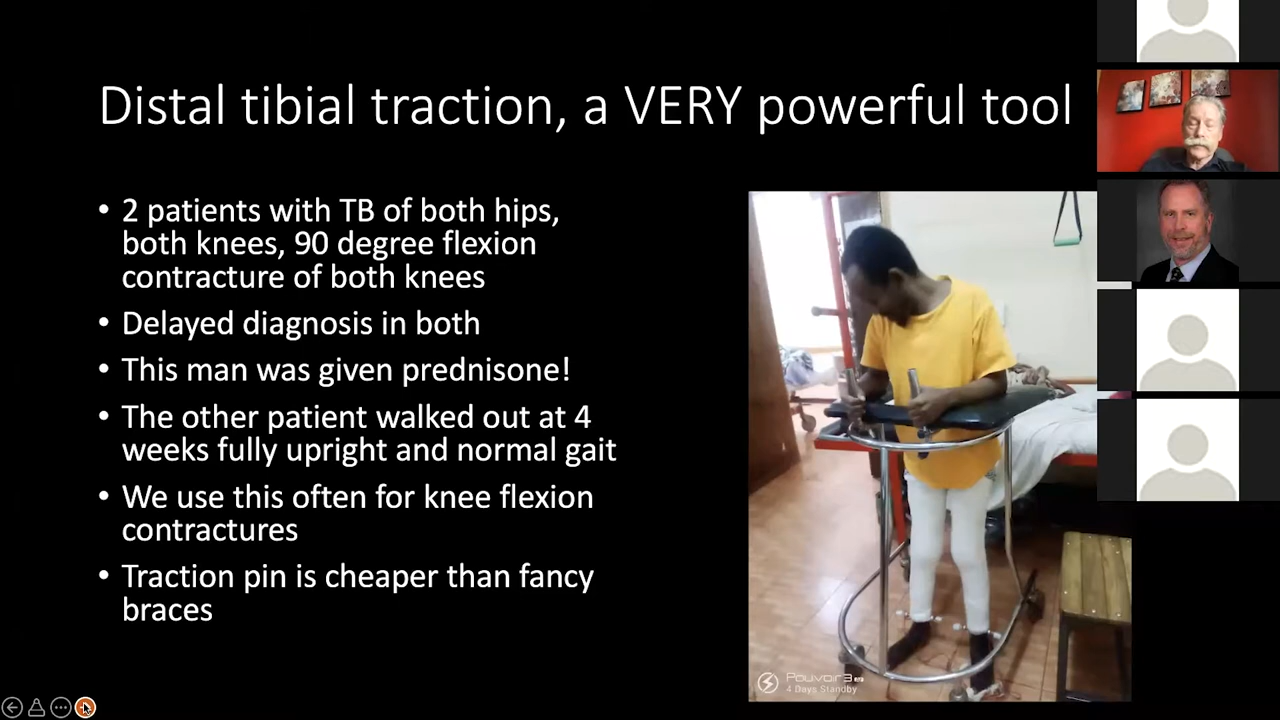 Distal tibial traction, a VERY powerful tool
• 2 patients with TB of both hips,
both knees, 90 degree flexion
contracture of both knees
• Delayed diagnosis in both
• This man was given prednisone!
• The other patient walked out at 4
weeks fully upright and normal gait
• We use this often for knee flexion
contractures
• Traction pin is cheaper than fancy
braces
Pouvoir 3
4 Days Standby